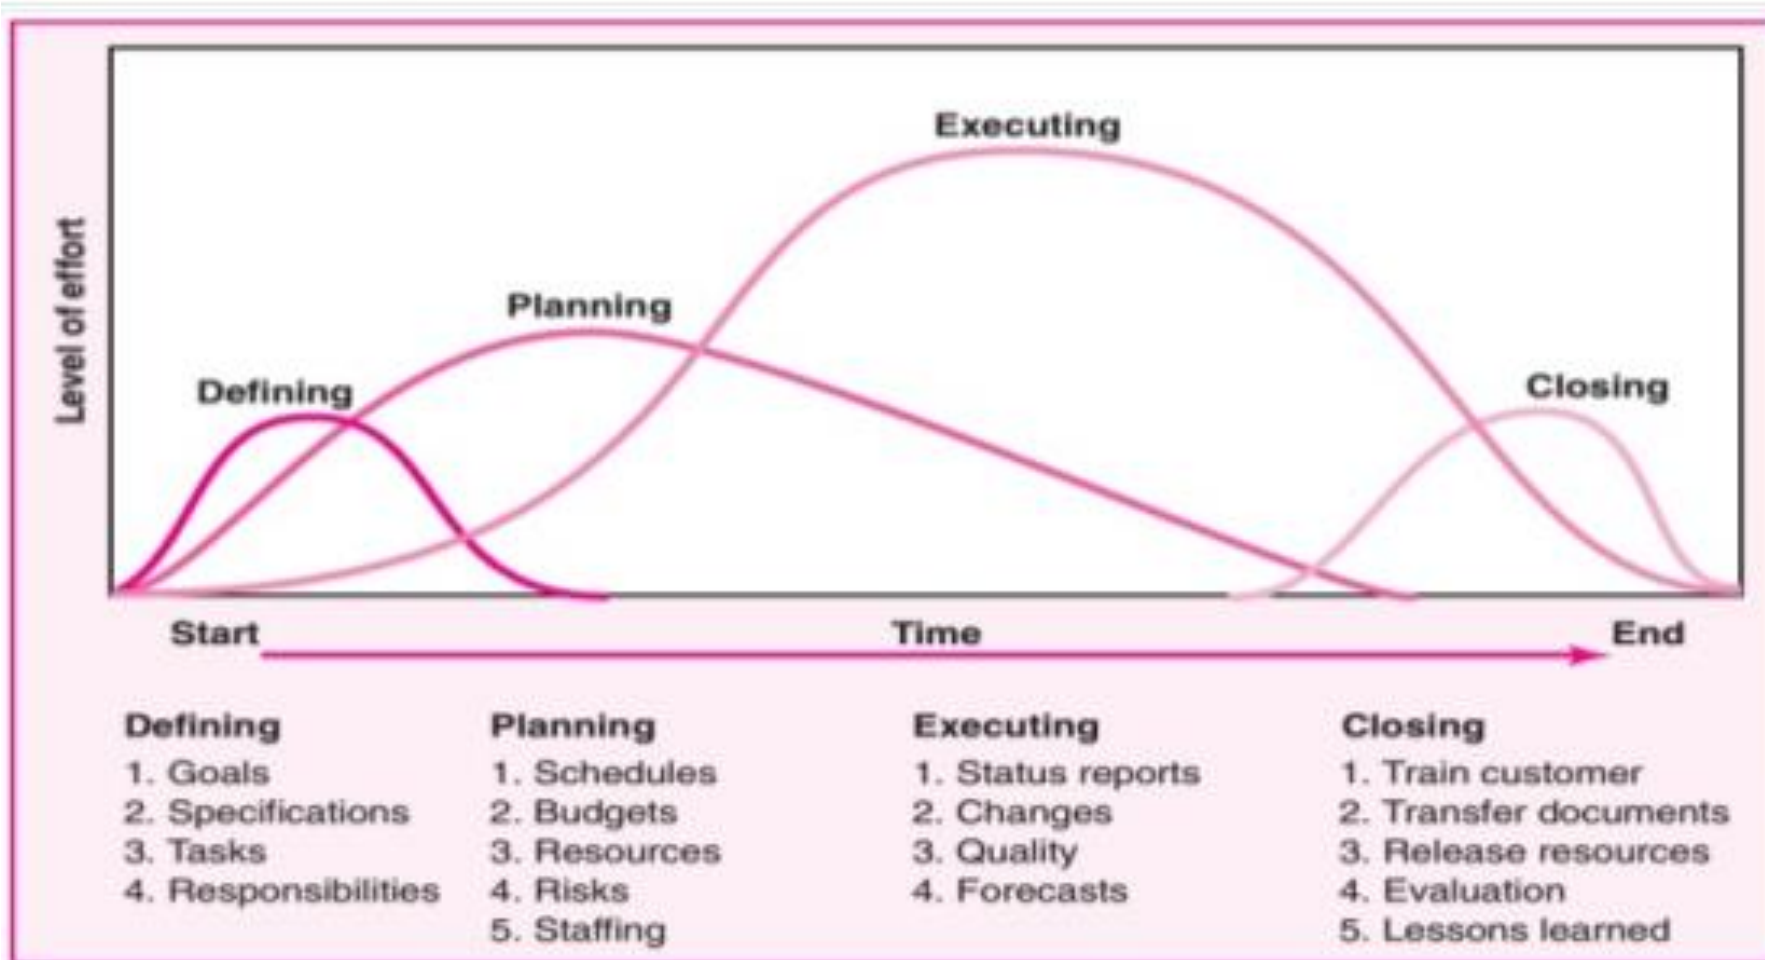 Executing
Planning
Defining
Closing
Level of effort
Start
Time
End
Defining
1. Goals
2. Specifications
3. Tasks
4. Responsibilities
Planning
1. Schedules
2. Budgets
3. Resources
4. Risks
5. Staffing
Executing
1. Status reports
2. Changes
3. Quality
4. Forecasts
Closing
1. Train customer
2. Transfer documents
3. Release resources
4. Evaluation
5. Lessons learned